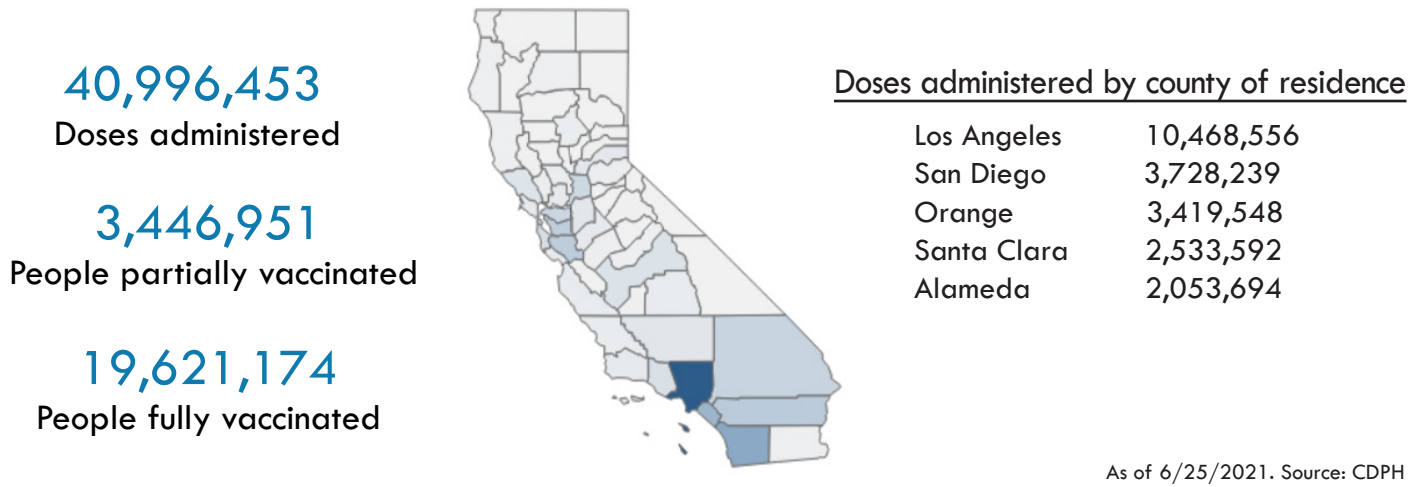 40,996,453
Doses administered
3,446,951
People partially vaccinated
19,621,174
People fully vaccinated
Doses administered by county of residence
Los Angeles 10,468,556
San Diego 3,728,239
Orange 3,419,548
Santa Clara 2,533,592
Alameda 2,053,694
As of 6/25/2021. Source: CDPH